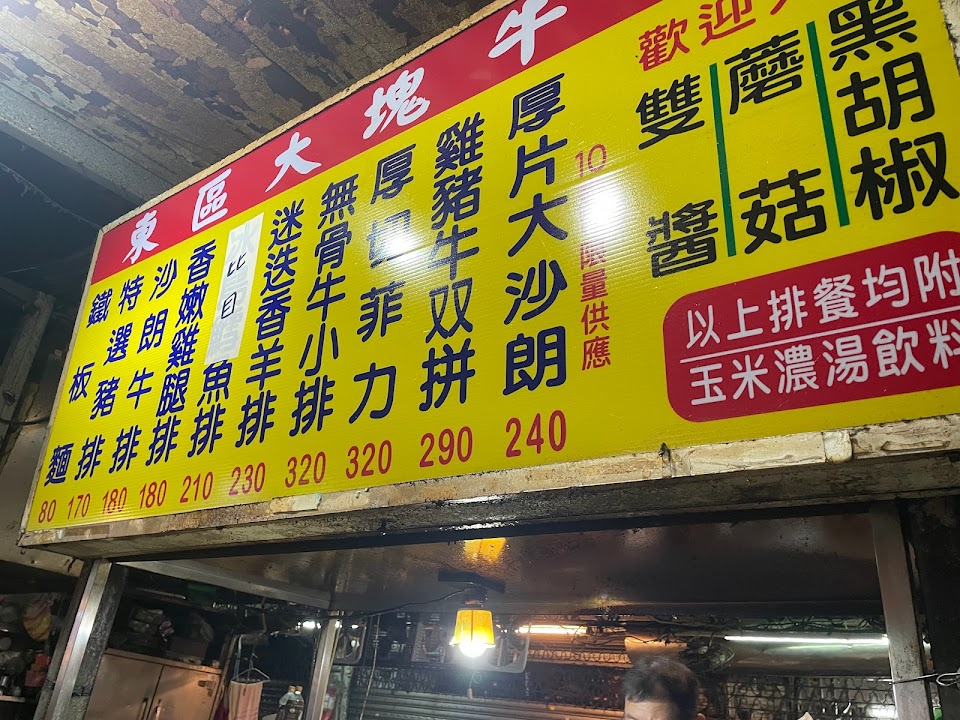 東區大塊牛
歡迎
黑胡椒
蘑菇
雙醬
10
限量供應
厚片大沙朗 240
雞豬牛双拼 290
厚菲力 320
無骨牛小排 320
迷迭香羊排 230
比目魚排 210
香嫩雞腿排 180
沙朗牛排 180
特選豬排 170
鐵板麵 80
以上排餐均附
玉米濃湯飲料